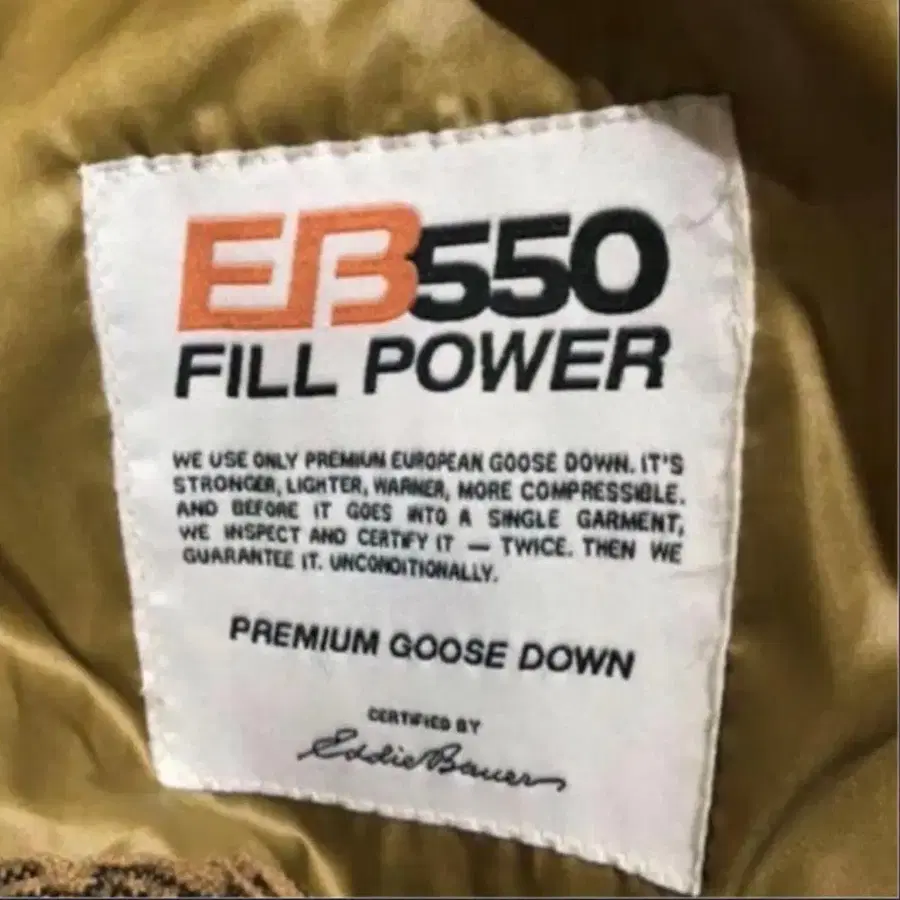 EB550
FILL POWER
WE USE ONLY PREMIUM EUROPEAN GOOSE DOWN. IT'S
STRONGER, LIGHTER, WARMER, MORE COMPRESSIBLE.
AND BEFORE IT GOES INTO A SINGLE GARMENT,
WE INSPECT AND CERTIFY IT — TWICE. THEN WE
GUARANTEE IT. UNCONDITIONALLY.
PREMIUM GOOSE DOWN
CERTIFIED BY
Eddie Bauer